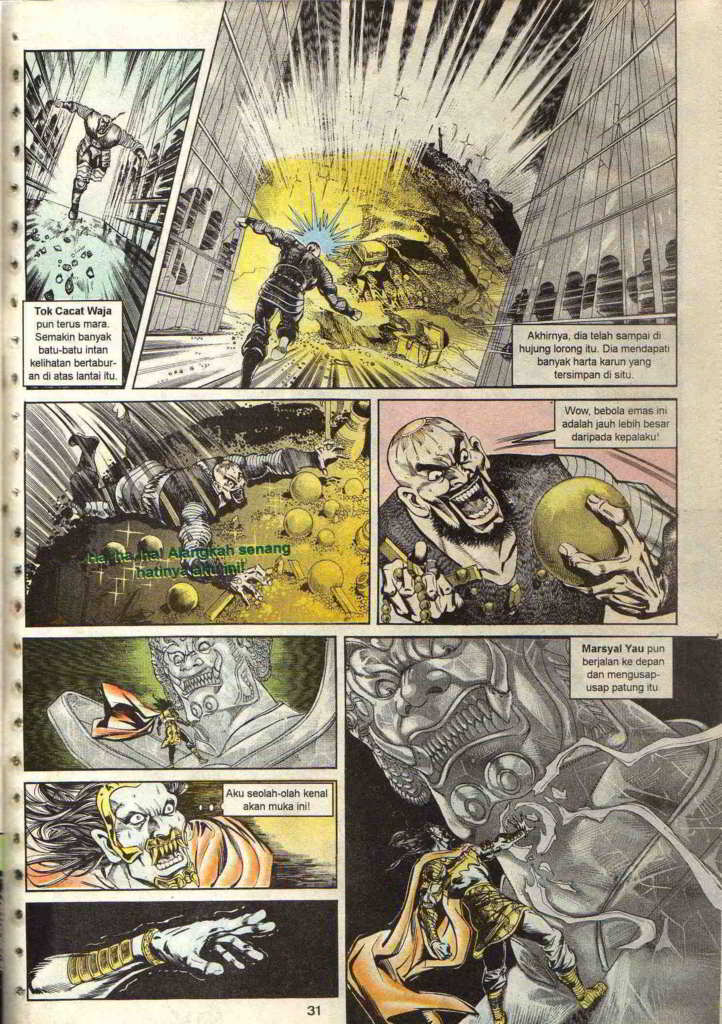 Tok Cacat Waja
pun terus mara.
Semakin banyak
batu-batu intan
kelihatan bertabur-
an di atas lantai itu.
Akhirnya, dia telah sampai di
hujung lorong itu. Dia mendapati
banyak harta karun yang
tersimpan di situ.
Ha, ha, ha! Alangkah senang
hatinya aku ini!
Wow, bebola emas ini
adalah jauh lebih besar
daripada kepalaku!
Marsyal Yau pun
berjalan ke depan
dan mengusap-
usap patung itu
Aku seolah-olah kenal
akan muka ini!
31